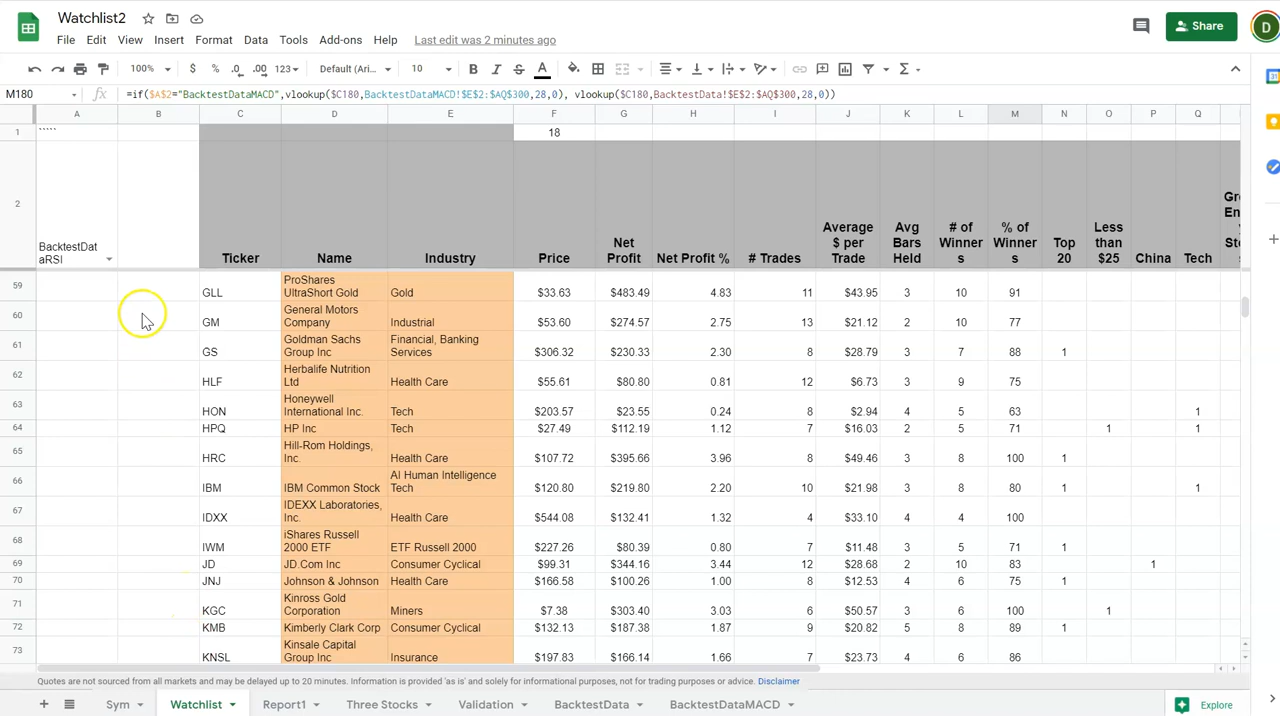 Watchlist2
File Edit View Insert Format Data Tools Add-ons Help Last edit was 2 minutes ago
Share
D
100% $ % .0 .00 123 Default (Ari... 10 B I S A
M180 fx =if($A$2="BacktestDataMACD",vlookup($C180,BacktestDataMACD!$E$2:$AQ$300,28,0), vlookup($C180,BacktestData!$E$2:$AQ$300,28,0))
A B C D E F G H I J K L M N O P Q
1 ````` 18
2
BacktestDat
aRSI
Ticker
Name
Industry
Price
Net
Profit
Net Profit %
# Trades
Average
$ per
Trade
Avg
Bars
Held
# of
Winner
s
% of
Winner
s
Top
20
Less
than
$25
China
Tech
59 GLL ProShares
UltraShort Gold Gold $33.63 $483.49 4.83 11 $43.95 3 10 91
60 GM General Motors
Company Industrial $53.60 $274.57 2.75 13 $21.12 2 10 77
61 GS Goldman Sachs
Group Inc Financial, Banking
Services $306.32 $230.33 2.30 8 $28.79 3 7 88 1
62 HLF Herbalife Nutrition
Ltd Health Care $55.61 $80.80 0.81 12 $6.73 3 9 75
63 HON Honeywell
International Inc. Tech $203.57 $23.55 0.24 8 $2.94 4 5 63 1
64 HPQ HP Inc Tech $27.49 $112.19 1.12 7 $16.03 2 5 71 1 1
65 HRC Hill-Rom Holdings,
Inc. Health Care $107.72 $395.66 3.96 8 $49.46 3 8 100 1
66 IBM IBM Common Stock AI Human Intelligence
Tech $120.80 $219.80 2.20 10 $21.98 3 8 80 1 1
67 IDXX IDEXX Laboratories,
Inc. Health Care $544.08 $132.41 1.32 4 $33.10 4 4 100
68 IWM iShares Russell
2000 ETF ETF Russell 2000 $227.26 $80.39 0.80 7 $11.48 3 5 71 1
69 JD JD.Com Inc Consumer Cyclical $99.31 $344.16 3.44 12 $28.68 2 10 83 1
70 JNJ Johnson & Johnson Health Care $166.58 $100.26 1.00 8 $12.53 4 6 75 1
71 KGC Kinross Gold
Corporation Miners $7.38 $303.40 3.03 6 $50.57 3 6 100 1
72 KMB Kimberly Clark Corp Consumer Cyclical $132.13 $187.38 1.87 9 $20.82 5 8 89 1
73 KNSL Kinsale Capital
Group Inc Insurance $197.83 $166.14 1.66 7 $23.73 4 6 86
Quotes are not sourced from all markets and may be delayed up to 20 minutes. Information is provided 'as is' and solely for informational purposes, not for trading purposes or advice. Disclaimer
Sym Watchlist Report1 Three Stocks Validation BacktestData BacktestDataMACD Explore